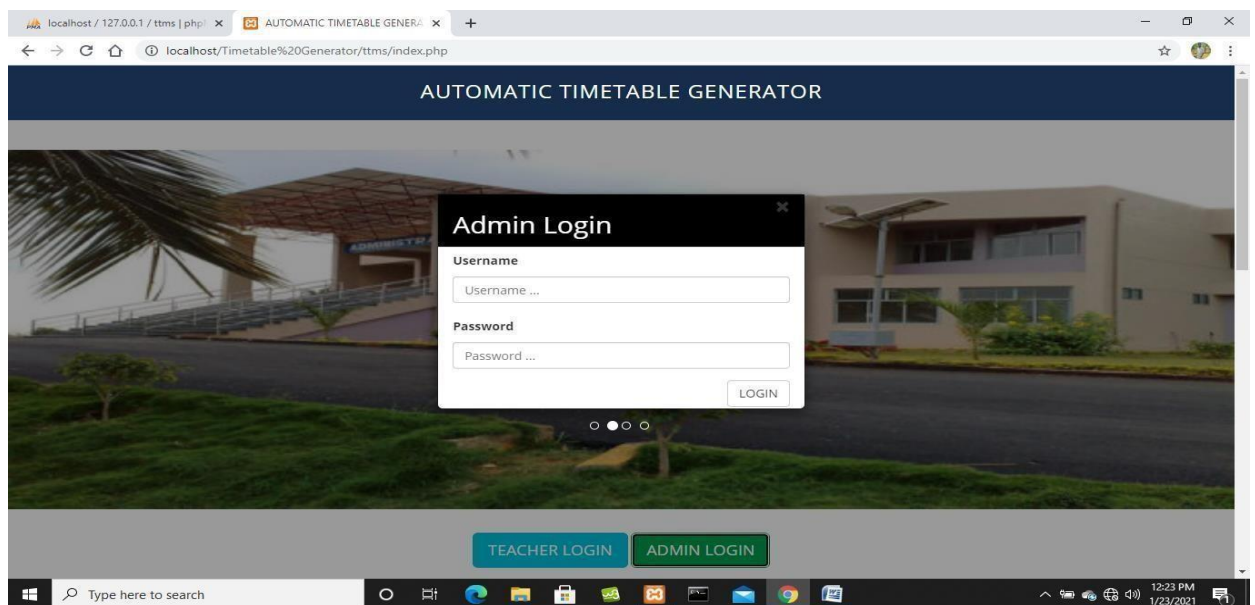 localhost / 127.0.0.1 / ttms | php
AUTOMATIC TIMETABLE GENERA
localhost/Timetable%20Generator/ttms/index.php
AUTOMATIC TIMETABLE GENERATOR
ADMINISTRA
Admin Login
Username
Username ...
Password
Password ...
LOGIN
TEACHER LOGIN
ADMIN LOGIN
Type here to search
12:23 PM
1/23/2021
1